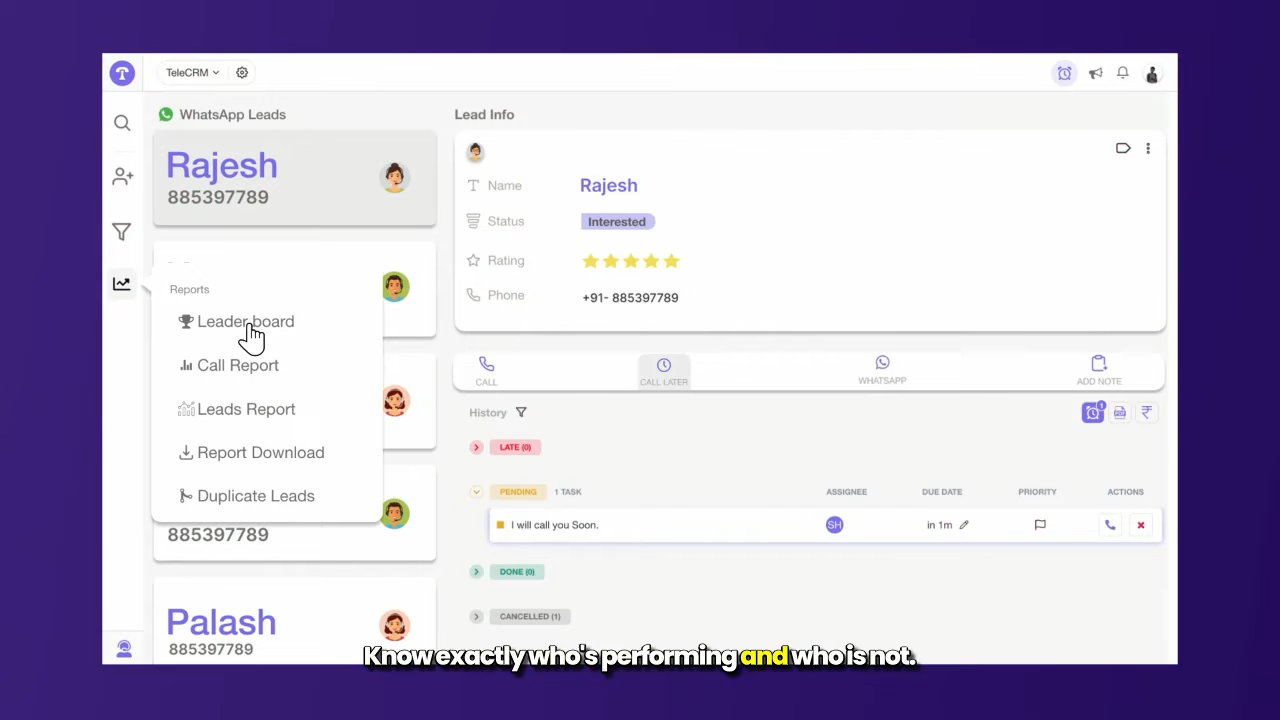 TeleCRM
WhatsApp Leads
Rajesh
885397789
Reports
Leader board
Call Report
Leads Report
Report Download
Duplicate Leads
885397789
Palash
885397789
Lead Info
Name
Rajesh
Status
Interested
Rating
Phone
+91- 885397789
CALL
CALL LATER
WHATSAPP
ADD NOTE
History
1
LATE (0)
PENDING 1 TASK ASSIGNEE DUE DATE PRIORITY ACTIONS
I will call you Soon. SH in 1m
DONE (0)
CANCELLED (1)
Know exactly who's performing and who is not.